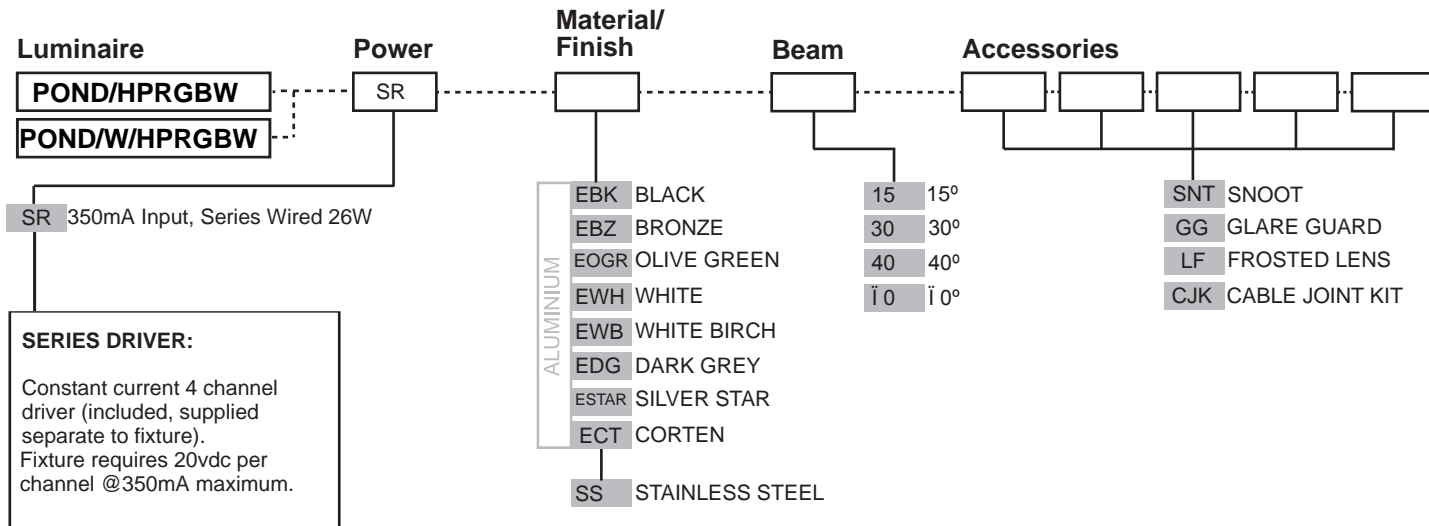 Luminaire
Power
Material/
Finish
Beam
Accessories
POND/HPRGBW
POND/W/HPRGBW
SR
SR 350mA Input, Series Wired 26W
SERIES DRIVER:
Constant current 4 channel
driver (included, supplied
separate to fixture).
Fixture requires 20vdc per
channel @350mA maximum.
ALUMINIUM
EBK BLACK
EBZ BRONZE
EOGR OLIVE GREEN
EWH WHITE
EWB WHITE BIRCH
EDG DARK GREY
ESTAR SILVER STAR
ECT CORTEN
SS STAINLESS STEEL
15 15º
30 30º
40 40º
Ï 0 Ï 0º
SNT SNOOT
GG GLARE GUARD
LF FROSTED LENS
CJK CABLE JOINT KIT